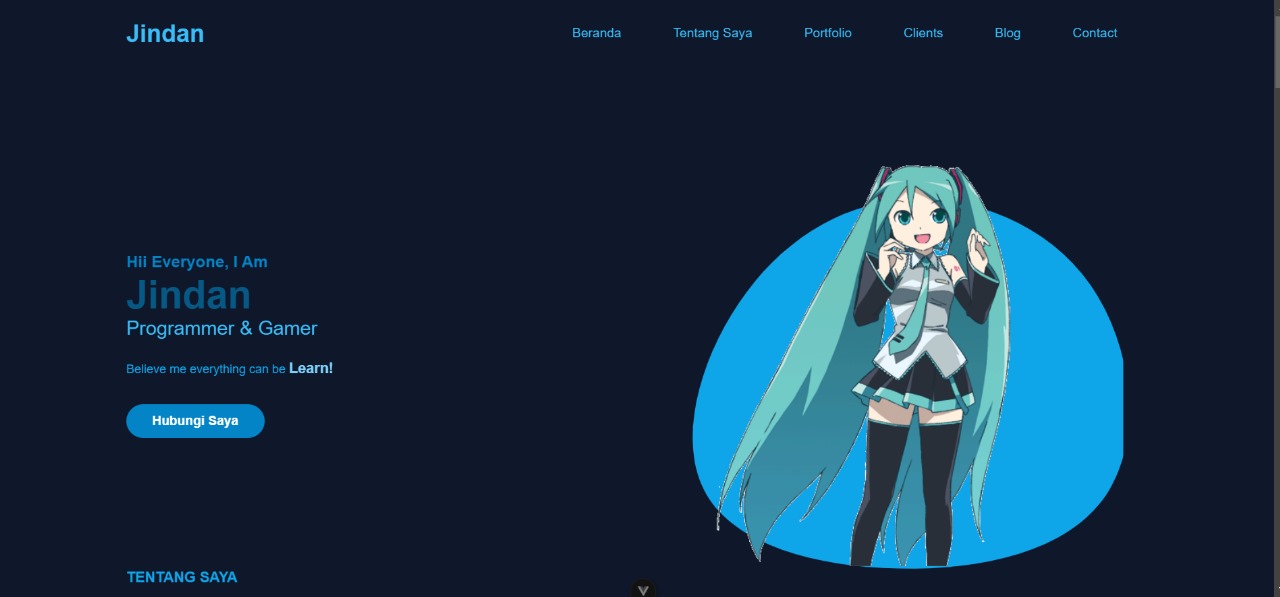 Jindan
Beranda Tentang Saya Portfolio Clients Blog Contact
Hii Everyone, I Am
Jindan
Programmer & Gamer
Believe me everything can be Learn!
Hubungi Saya
TENTANG SAYA